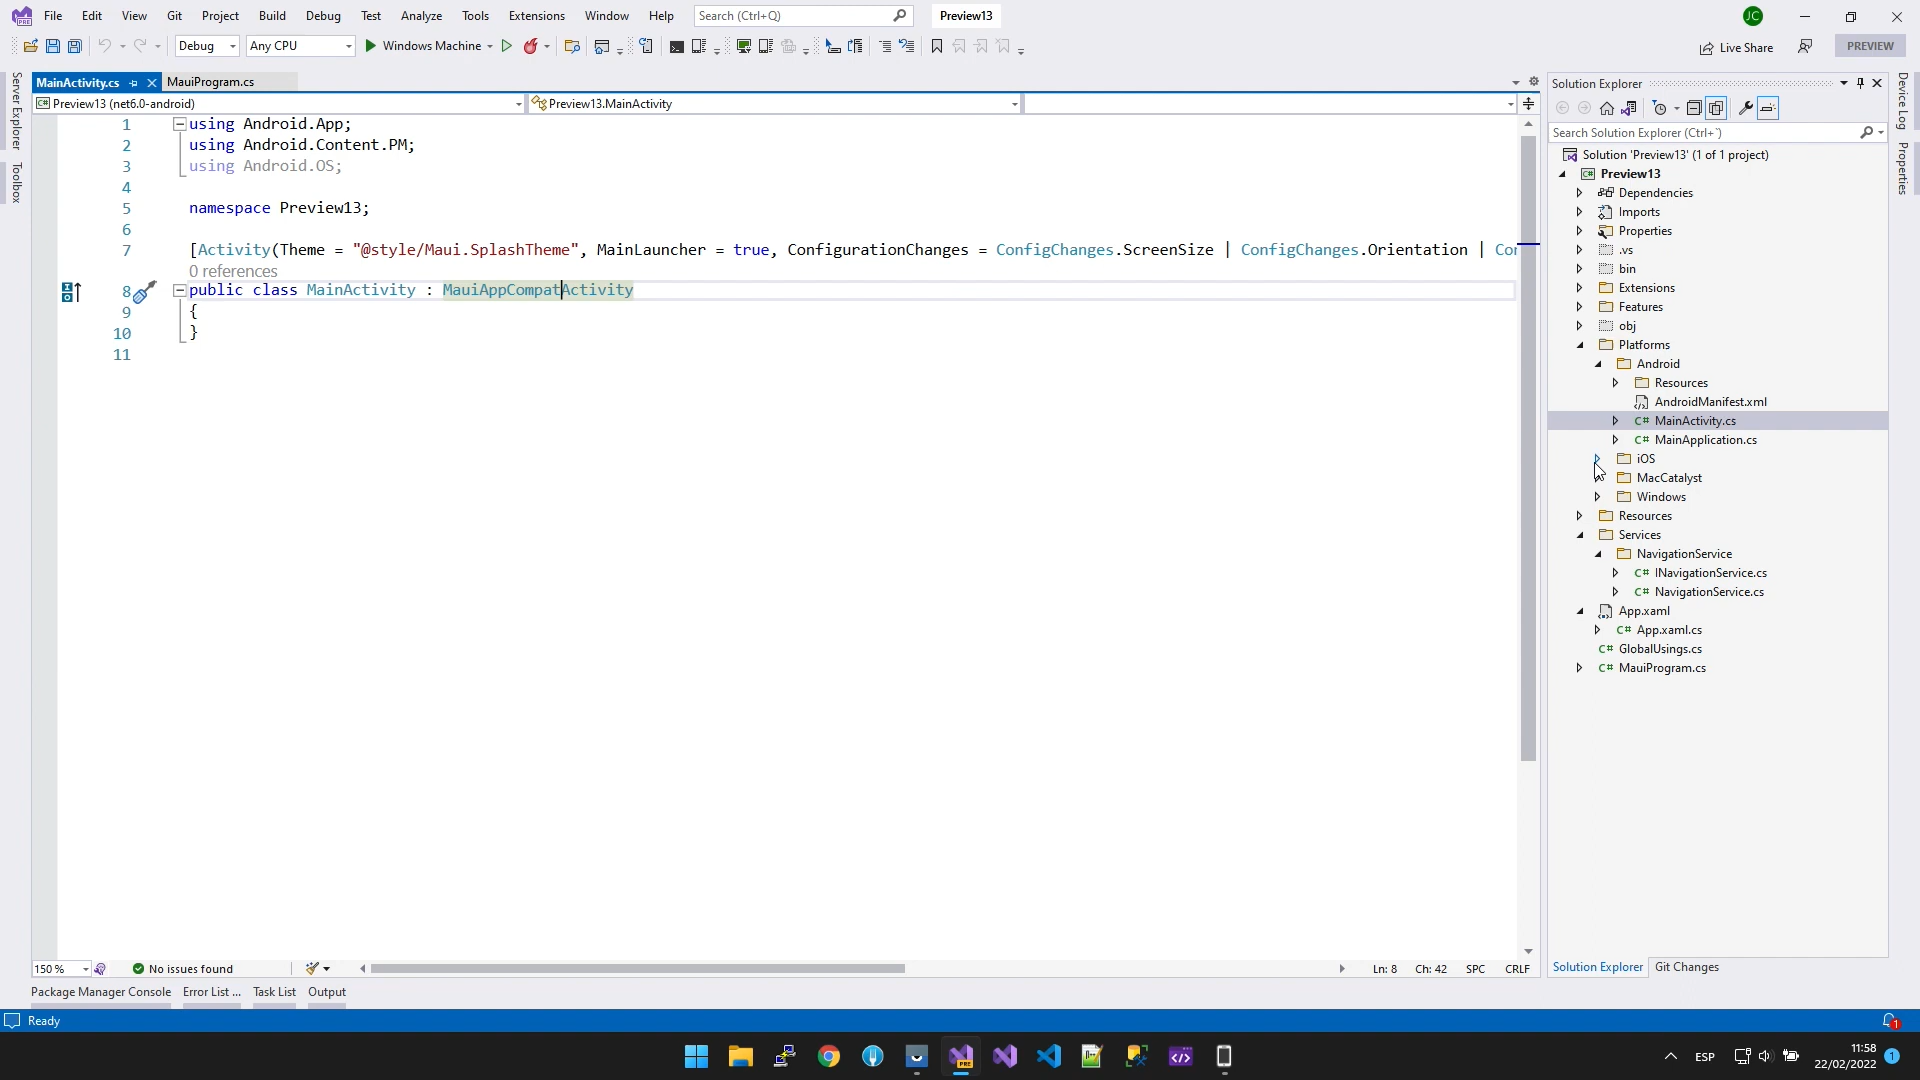 File Edit View Git Project Build Debug Test Analyze Tools Extensions Window Help Search (Ctrl+Q) Preview13 JC
Debug Any CPU Windows Machine Live Share PREVIEW
MainActivity.cs MauiProgram.cs
Preview13 (net6.0-android) Preview13.MainActivity
Server Explorer
Toolbox
1 using Android.App;
2 using Android.Content.PM;
3 using Android.OS;
4
5 namespace Preview13;
6
7 [Activity(Theme = "@style/Maui.SplashTheme", MainLauncher = true, ConfigurationChanges = ConfigChanges.ScreenSize | ConfigChanges.Orientation | Co
0 references
8 public class MainActivity : MauiAppCompatActivity
9 {
10 }
11
150 % No issues found Ln: 8 Ch: 42 SPC CRLF
Solution Explorer
Search Solution Explorer (Ctrl+`)
Solution 'Preview13' (1 of 1 project)
Preview13
Dependencies
Imports
Properties
.vs
bin
Extensions
Features
obj
Platforms
Android
Resources
AndroidManifest.xml
C# MainActivity.cs
C# MainApplication.cs
iOS
MacCatalyst
Windows
Resources
Services
NavigationService
C# INavigationService.cs
C# NavigationService.cs
App.xaml
C# App.xaml.cs
C# GlobalUsings.cs
C# MauiProgram.cs
Solution Explorer Git Changes
Device Log
Properties
Package Manager Console Error List ... Task List Output
Ready 1
ESP 11:58 1
22/02/2022